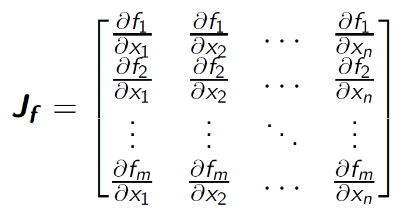 ∂f₁/∂x₁ ∂f₁/∂x₂ … ∂f₁/∂xₙ
∂f₂/∂x₁ ∂f₂/∂x₂ … ∂f₂/∂xₙ
J_f = ⋮ ⋮ ⋱ ⋮
∂fₘ/∂x₁ ∂fₘ/∂x₂ … ∂fₘ/∂xₙ